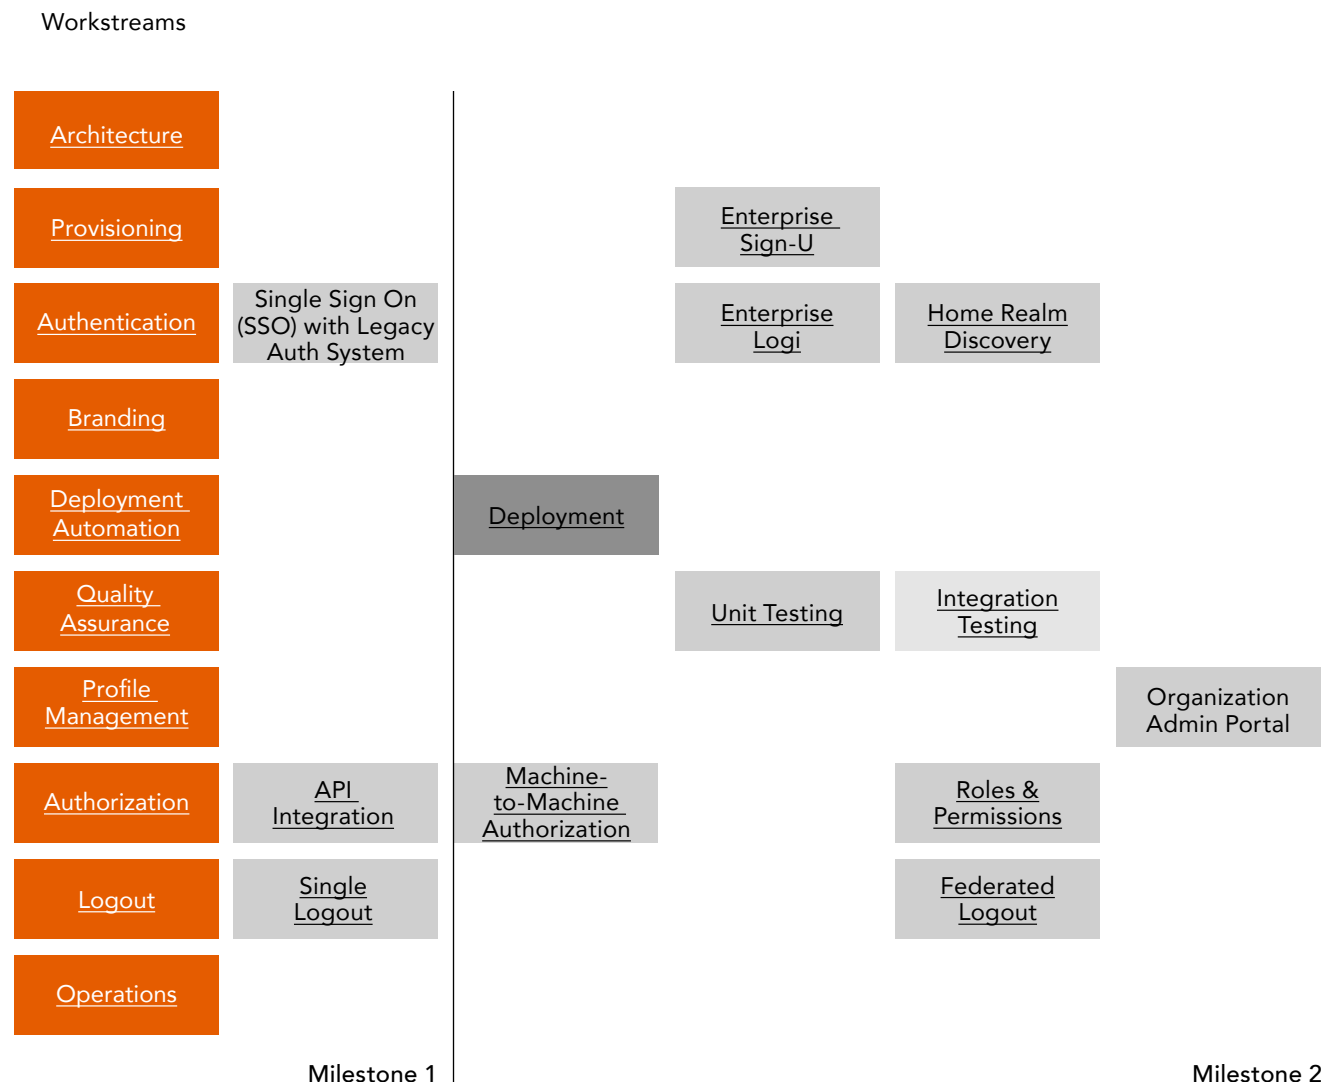 Workstreams
Architecture
Provisioning
Enterprise
Sign-U
Authentication
Single Sign On
(SSO) with Legacy
Auth System
Enterprise
Logi
Home Realm
Discovery
Branding
Deployment
Automation
Deployment
Quality
Assurance
Unit Testing
Integration
Testing
Profile
Management
Organization
Admin Portal
Authorization
API
Integration
Machine-
to-Machine
Authorization
Roles &
Permissions
Logout
Single
Logout
Federated
Logout
Operations
Milestone 1
Milestone 2